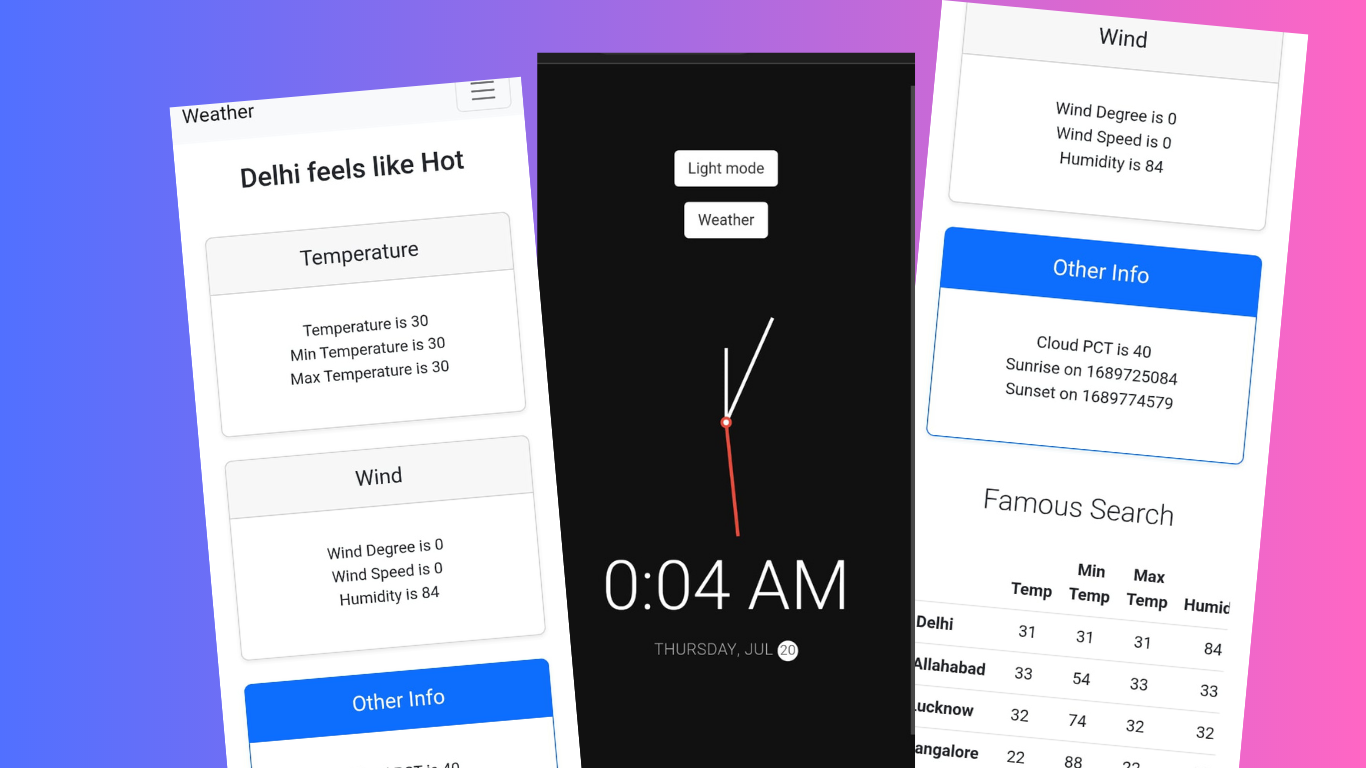 Weather
Delhi feels like Hot
Temperature
Temperature is 30
Min Temperature is 30
Max Temperature is 30
Wind
Wind Degree is 0
Wind Speed is 0
Humidity is 84
Other Info
Light mode
Weather
0:04 AM
THURSDAY, JUL 20
Wind
Wind Degree is 0
Wind Speed is 0
Humidity is 84
Other Info
Cloud PCT is 40
Sunrise on 1689725084
Sunset on 1689774579
Famous Search
Temp Min Temp Max Temp Humid
Delhi 31 31 31 84
Allahabad 33 54 33 33
ucknow 32 74 32 32
angalore 22 88